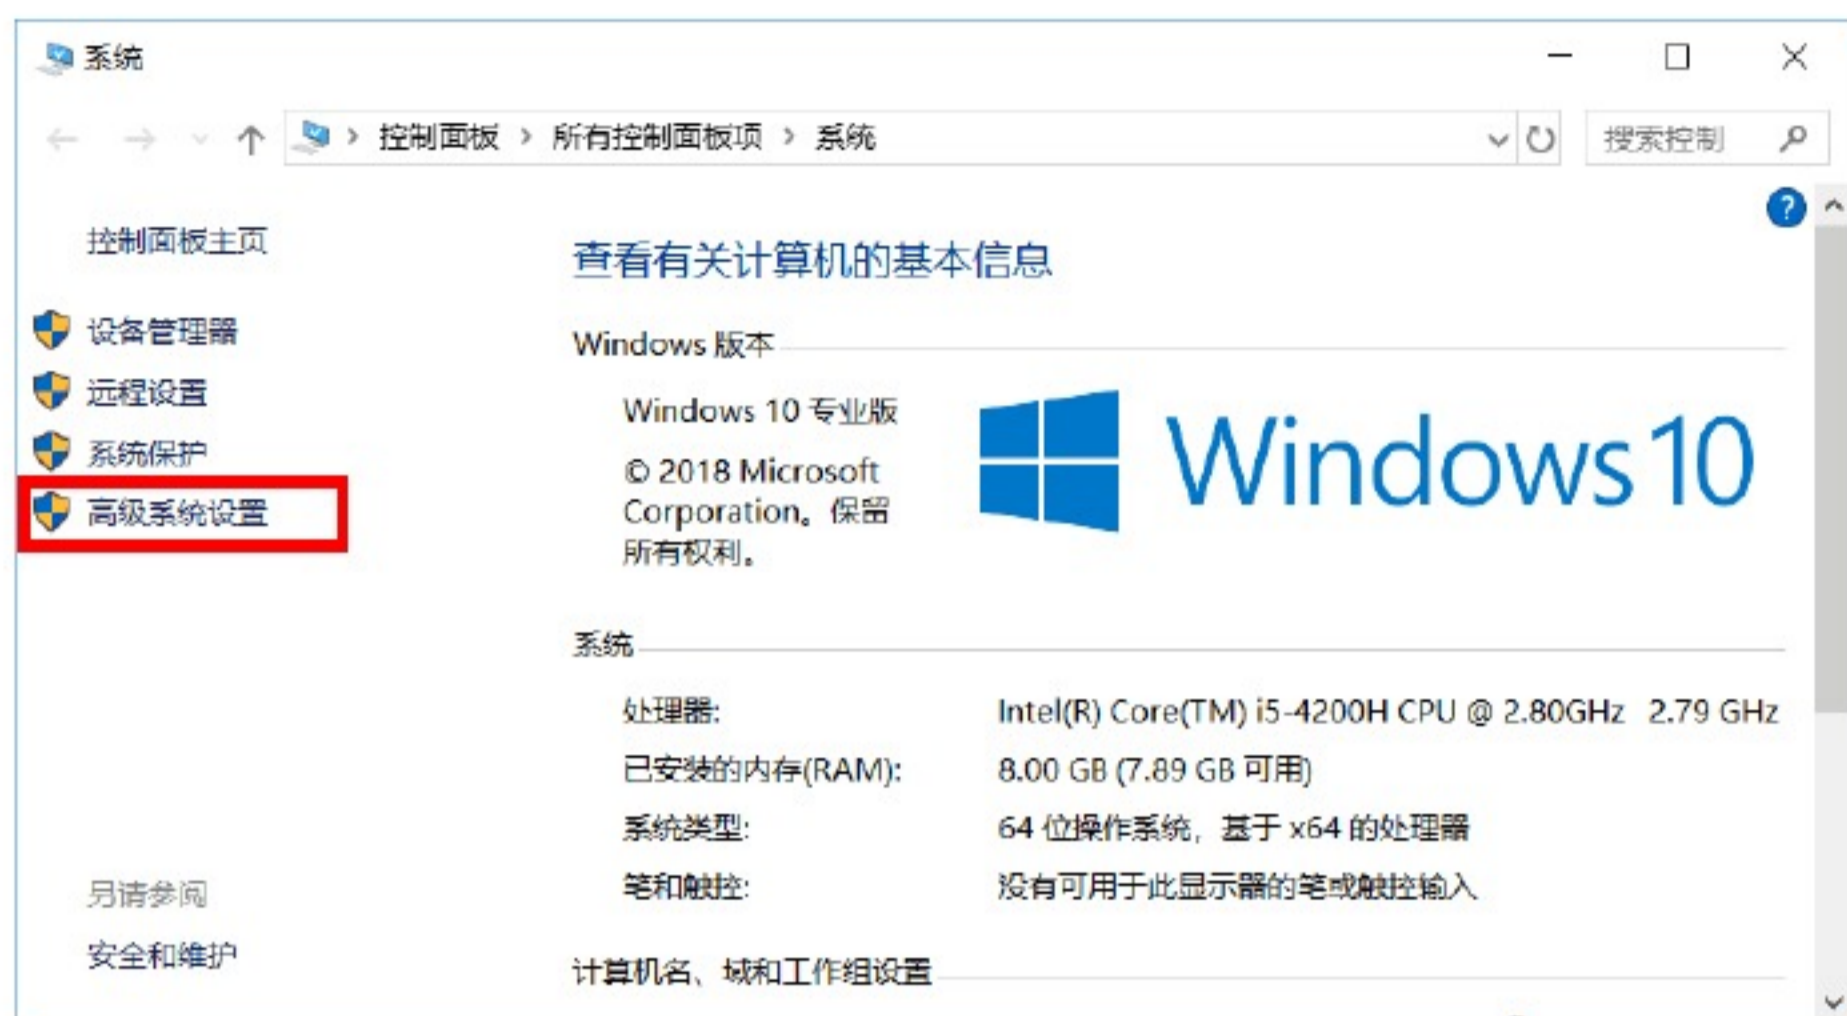 系统
控制面板 > 所有控制面板项 > 系统
搜索控制
控制面板主页
设备管理器
远程设置
系统保护
高级系统设置
另请参阅
安全和维护
查看有关计算机的基本信息
Windows 版本
Windows 10 专业版
© 2018 Microsoft
Corporation。保留
所有权利。
Windows 10
系统
处理器: Intel(R) Core(TM) i5-4200H CPU @ 2.80GHz 2.79 GHz
已安装的内存(RAM): 8.00 GB (7.89 GB 可用)
系统类型: 64 位操作系统, 基于 x64 的处理器
笔和触控: 没有可用于此显示器的笔或触控输入
计算机名、域和工作组设置